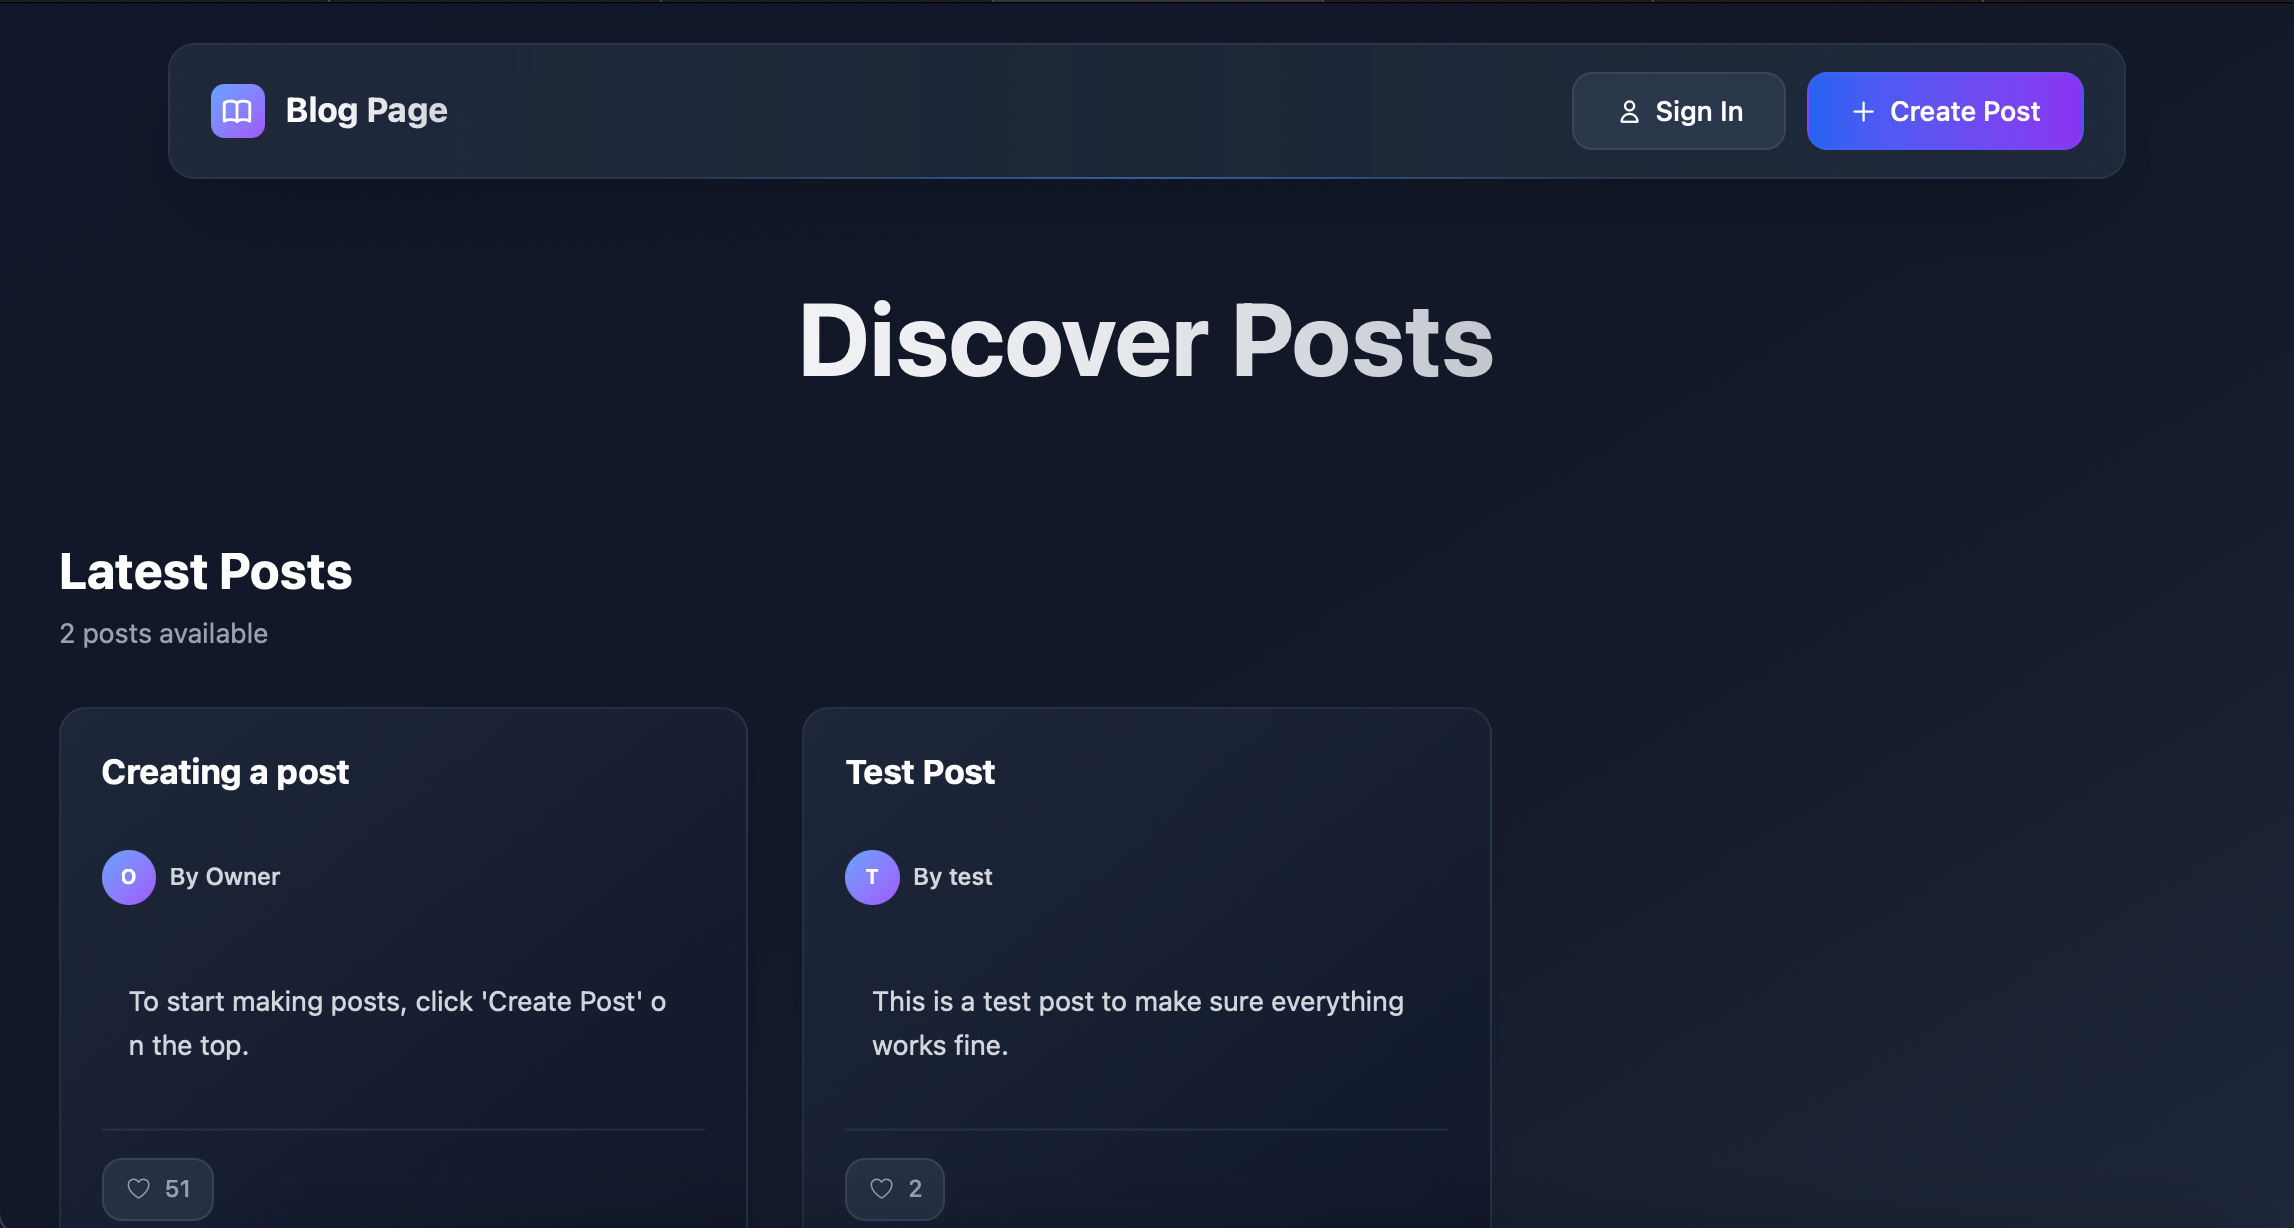 Blog Page
Sign In
Create Post
Discover Posts
Latest Posts
2 posts available
Creating a post
O
By Owner
To start making posts, click 'Create Post' o
n the top.
51
Test Post
T
By test
This is a test post to make sure everything
works fine.
2